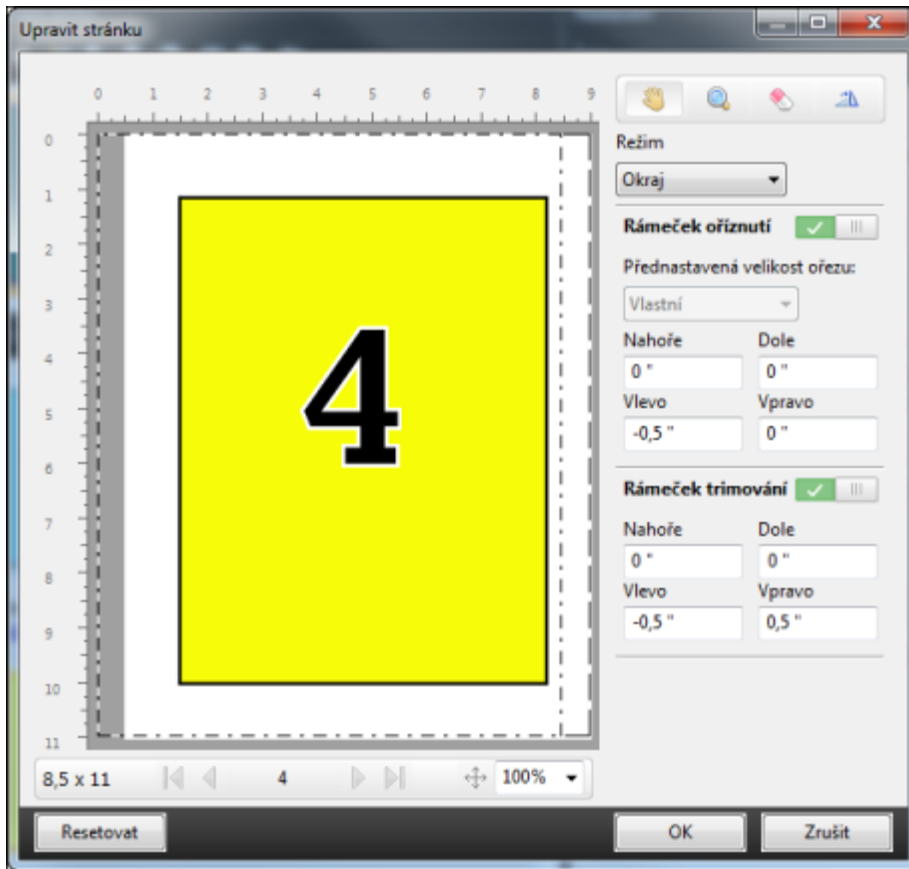 Upravit stránku
0 1 2 3 4 5 6 7 8 9
0
1
2
3
4
5
6
7
8
9
10
11
4
8,5 x 11
4
100%
Režim
Okraj
Rámeček oříznutí
Přednastavená velikost ořezu:
Vlastní
Nahoře Dole
0 " 0 "
Vlevo Vpravo
-0,5 " 0 "
Rámeček trimování
Nahoře Dole
0 " 0 "
Vlevo Vpravo
-0,5 " 0,5 "
Resetovat OK Zrušit